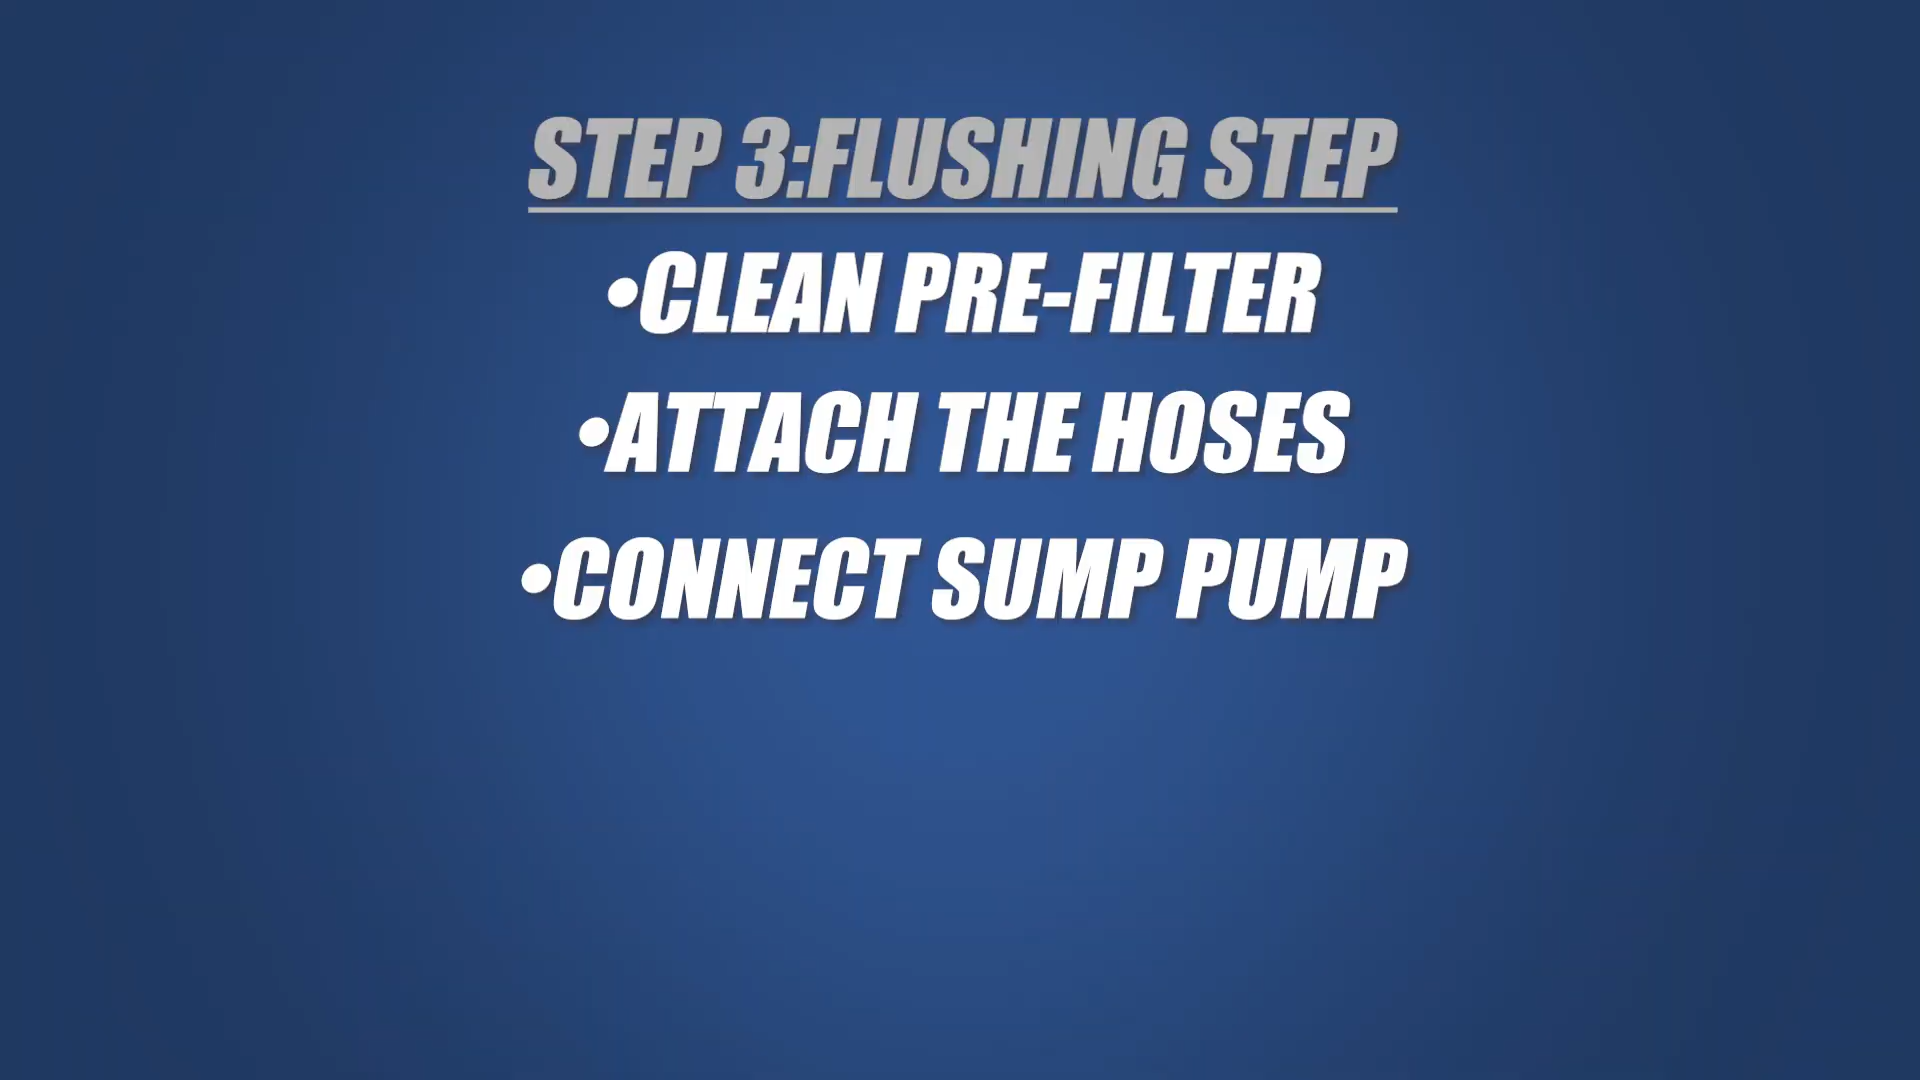 STEP 3:FLUSHING STEP
•CLEAN PRE-FILTER
•ATTACH THE HOSES
•CONNECT SUMP PUMP